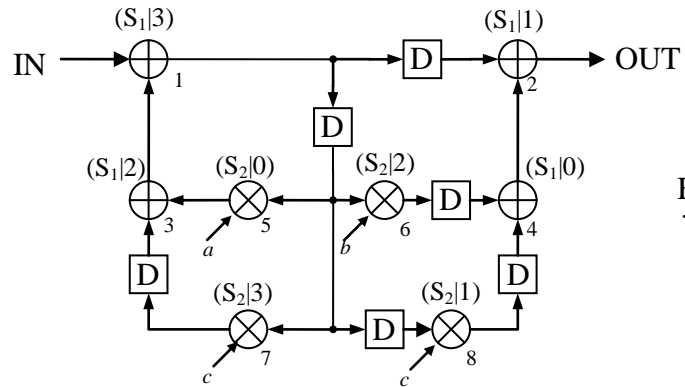 (S₁|3) (S₁|1)
IN D OUT
1 2
D
(S₁|2) (S₂|0) (S₂|2) (S₁|0)
D
3 a 5 b 6 4
D (S₂|3) (S₂|1) D
D
c 7 c 8